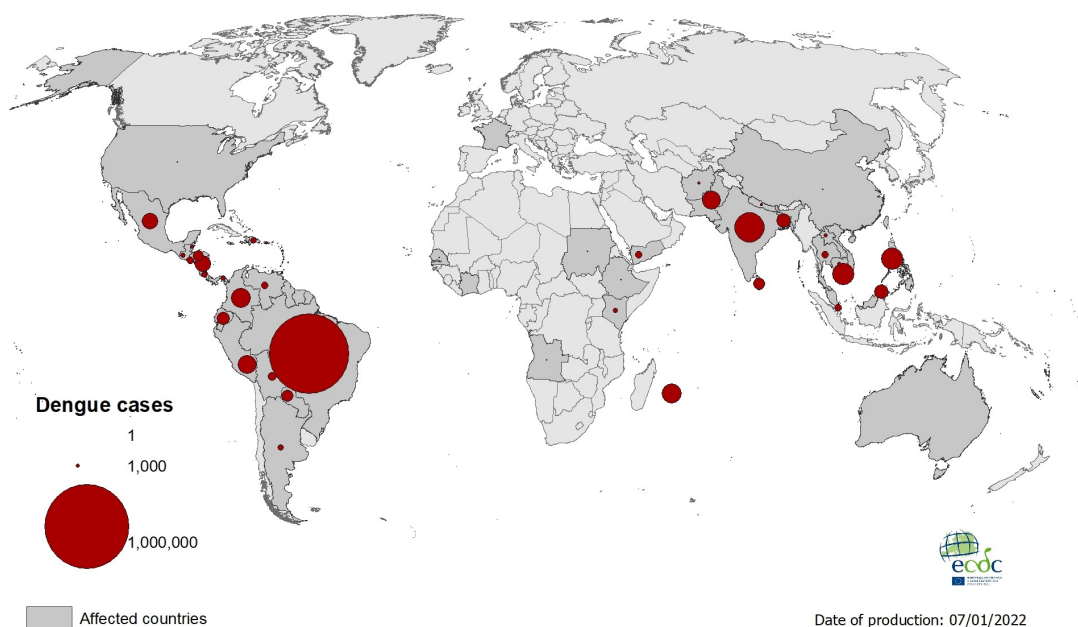 Dengue cases
1
1,000
1,000,000
Affected countries
ecdc
Date of production: 07/01/2022